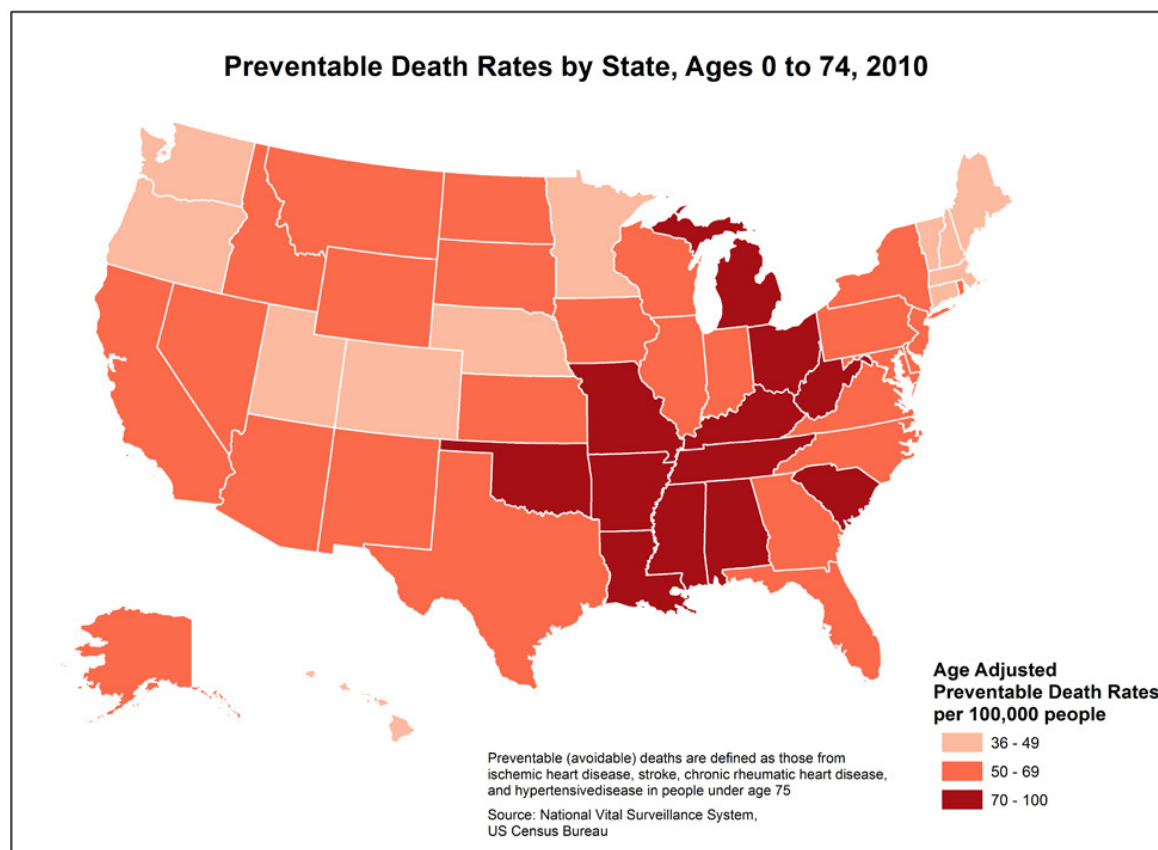 Preventable Death Rates by State, Ages 0 to 74, 2010
Age Adjusted
Preventable Death Rates
per 100,000 people
36 - 49
50 - 69
70 - 100
Preventable (avoidable) deaths are defined as those from
ischemic heart disease, stroke, chronic rheumatic heart disease,
and hypertensivedisease in people under age 75
Source: National Vital Surveillance System,
US Census Bureau